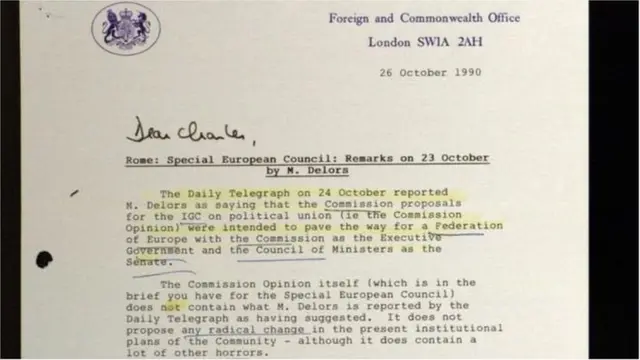 Foreign and Commonwealth Office
London SW1A 2AH
26 October 1990
Dear Charles,
Rome: Special European Council: Remarks on 23 October
by M. Delors
The Daily Telegraph on 24 October reported
M. Delors as saying that the Commission proposals
for the IGC on political union (ie the Commission
Opinion) were intended to pave the way for a Federation
of Europe with the Commission as the Executive
Government and the Council of Ministers as the
Senate.
The Commission Opinion itself (which is in the
brief you have for the Special European Council)
does not contain what M. Delors is reported by the
Daily Telegraph as having suggested. It does not
propose any radical change in the present institutional
plans of the Community - although it does contain a
lot of other horrors.